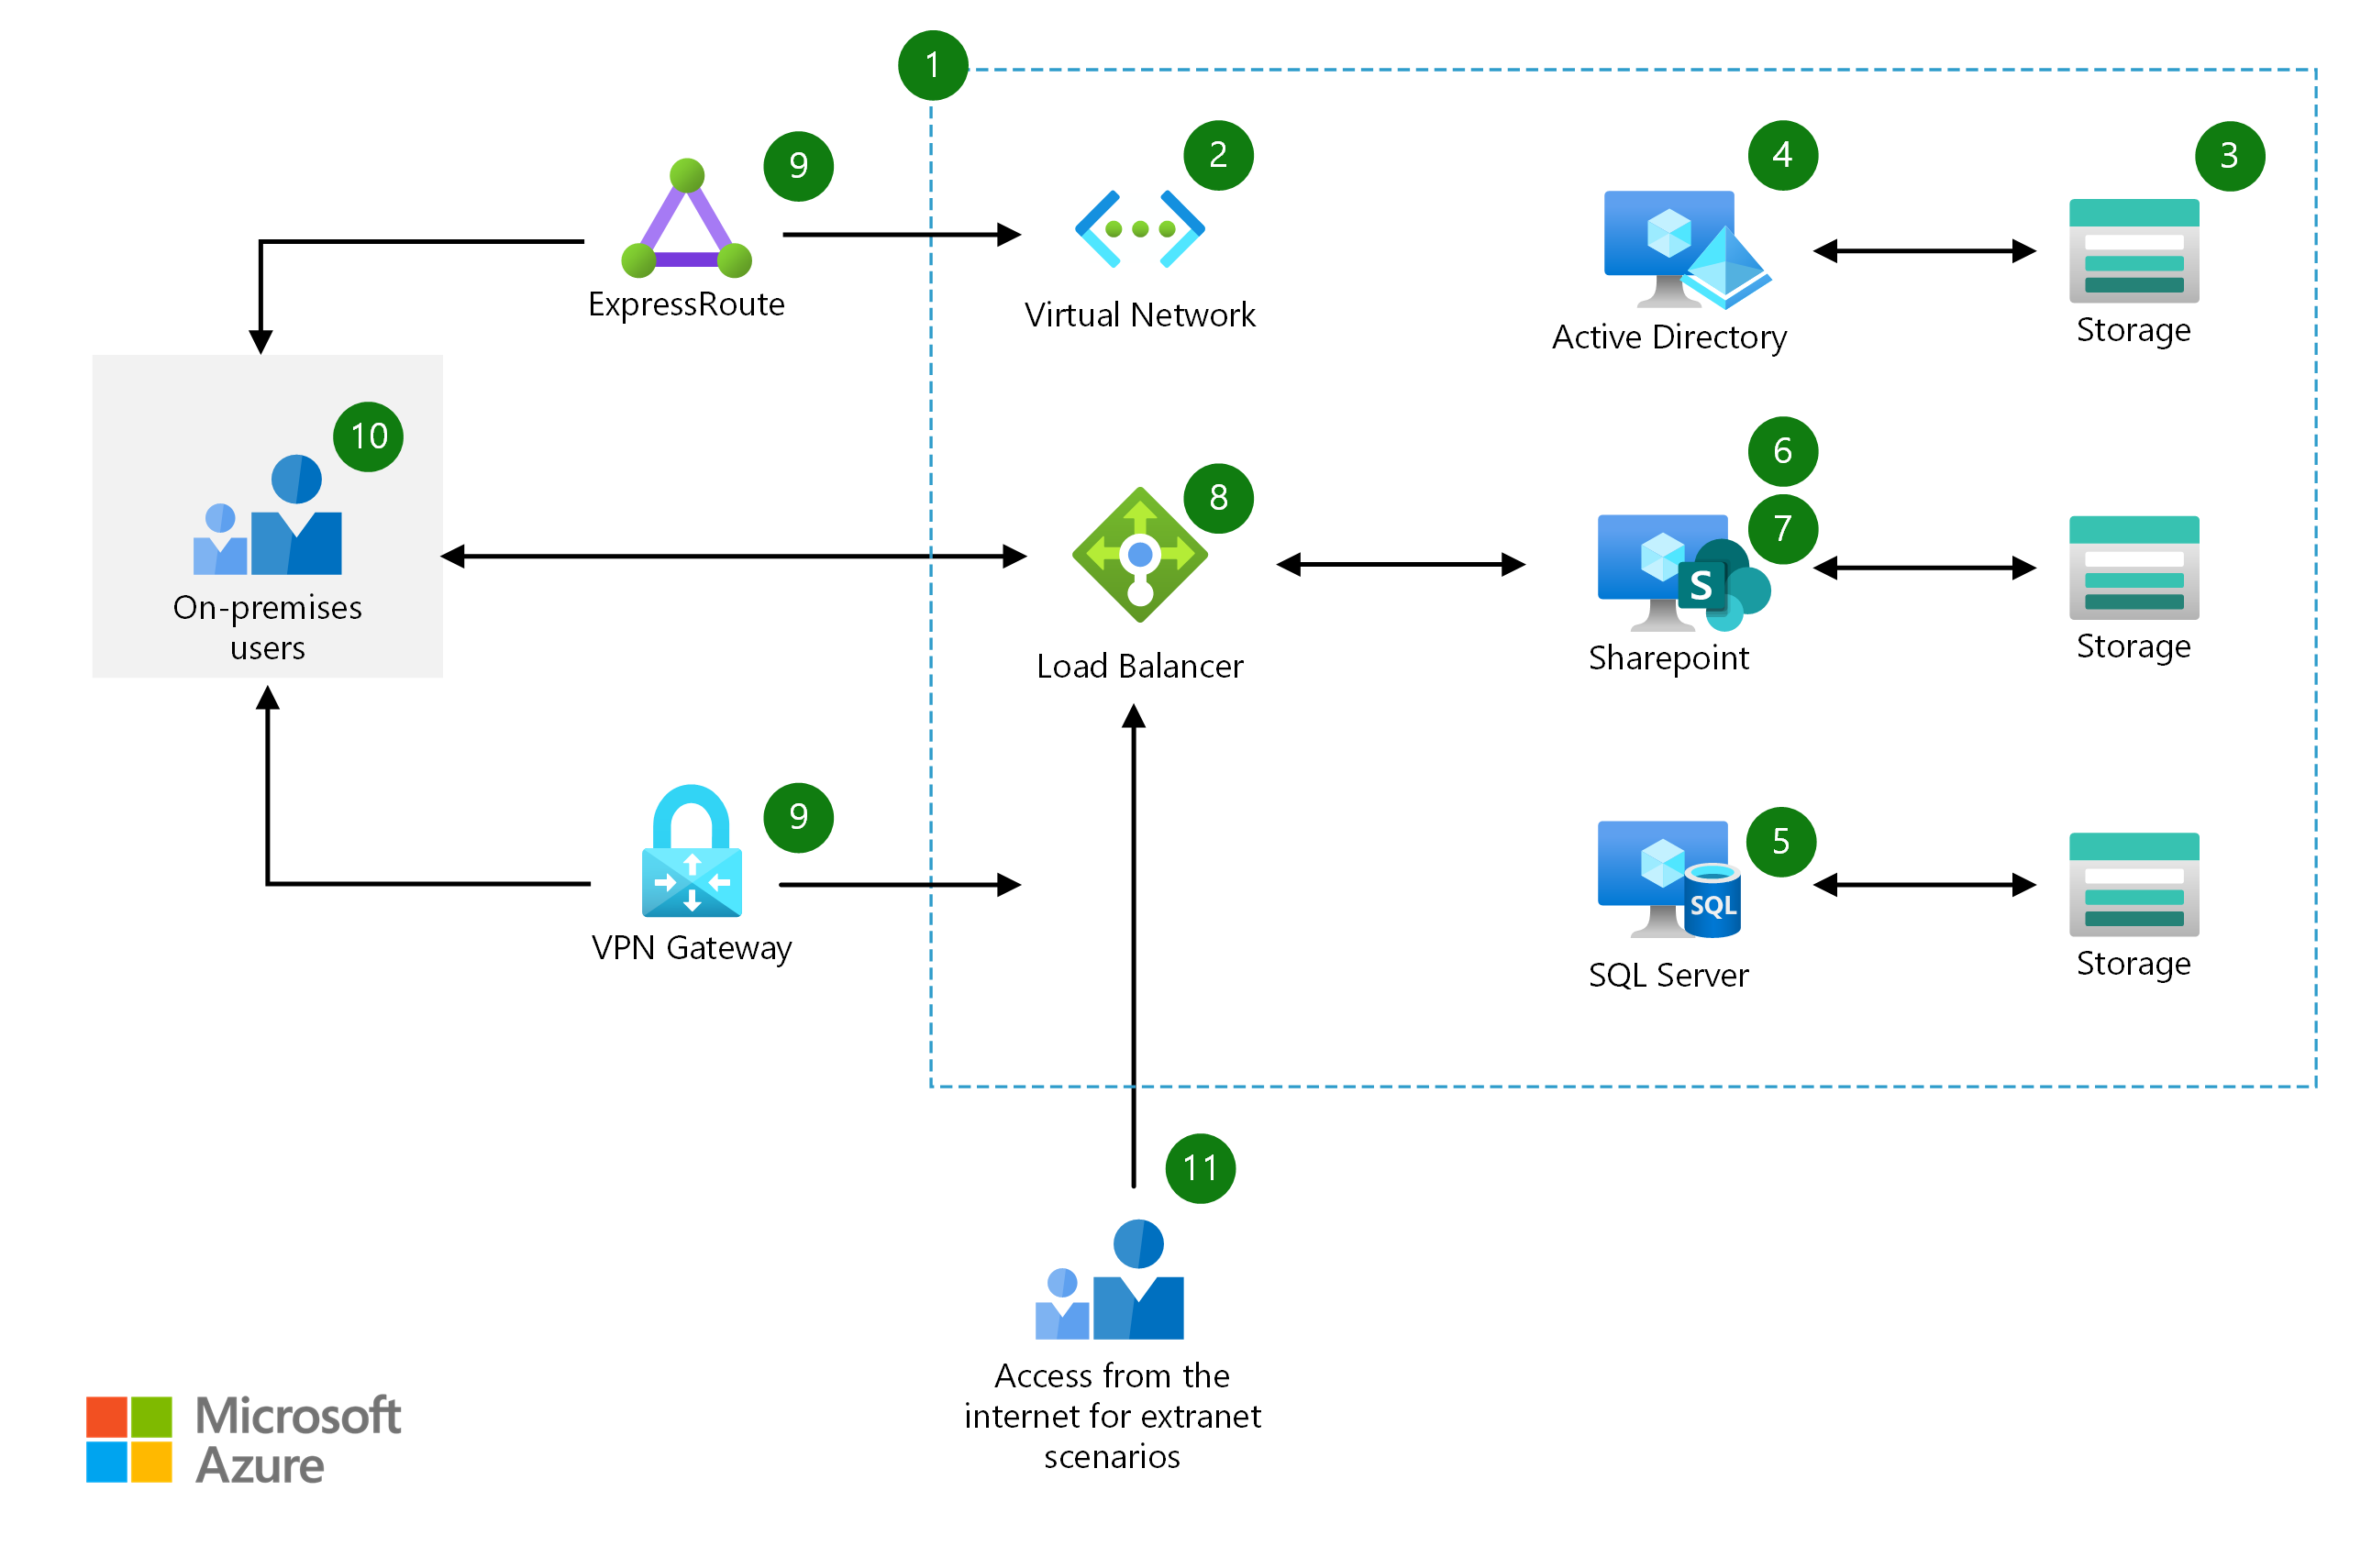 1
2
4
3
9
ExpressRoute
Virtual Network
Active Directory
Storage
10
On-premises
users
8
Load Balancer
6
7
S
Sharepoint
Storage
9
VPN Gateway
5
SQL
SQL Server
Storage
11
Access from the
internet for extranet
scenarios
Microsoft
Azure